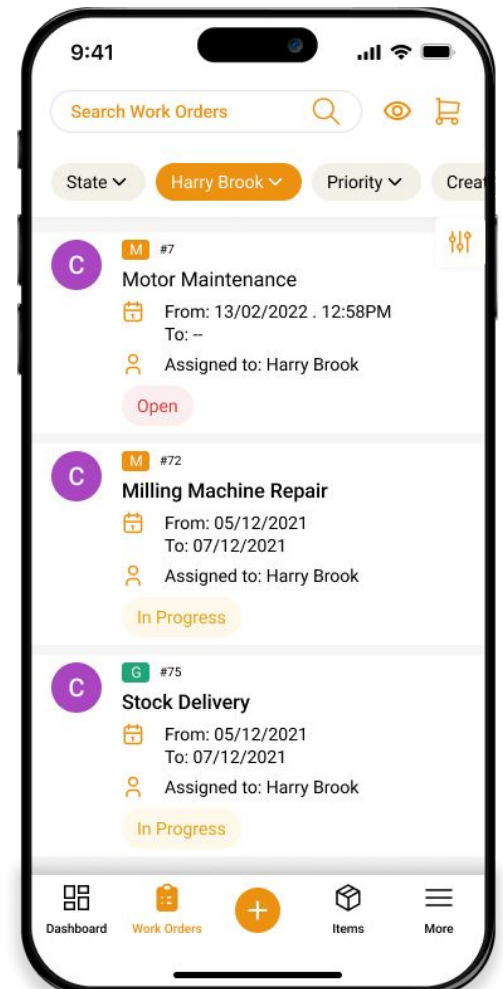 9:41
Search Work Orders
State
Harry Brook
Priority
Creat
C
M #7
Motor Maintenance
From: 13/02/2022 . 12:58PM
To: --
Assigned to: Harry Brook
Open
C
M #72
Milling Machine Repair
From: 05/12/2021
To: 07/12/2021
Assigned to: Harry Brook
In Progress
C
G #75
Stock Delivery
From: 05/12/2021
To: 07/12/2021
Assigned to: Harry Brook
In Progress
Dashboard
Work Orders
Items
More